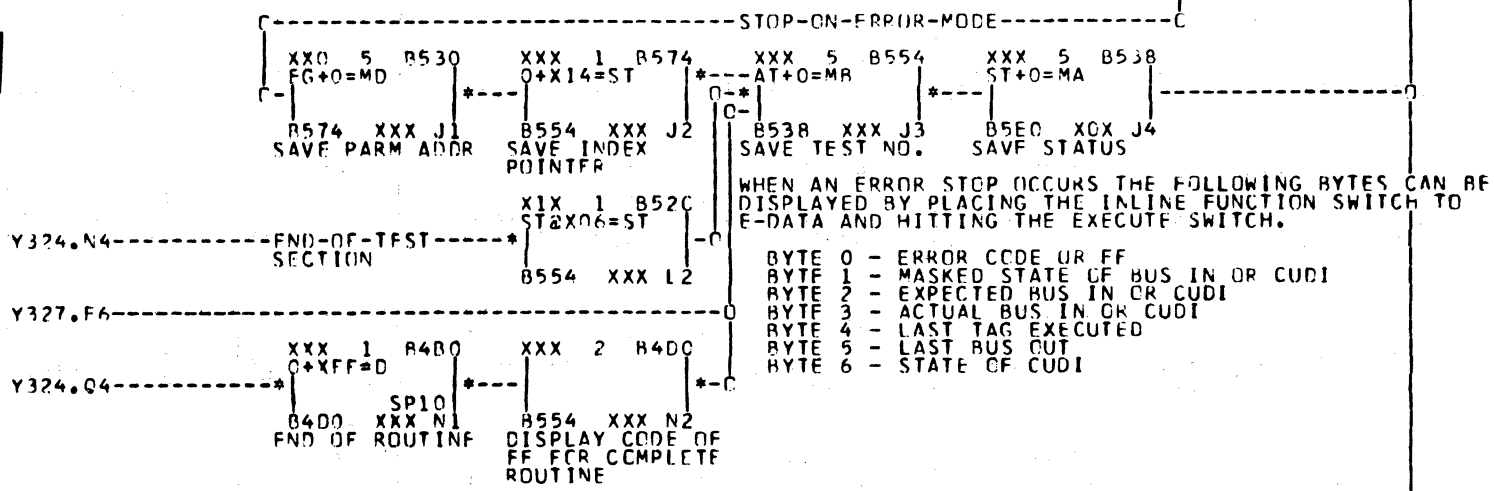 STOP-ON-ERROR-MODE
XX0 5 B530
FG+0=MD
B574 XXX J1
SAVE PARM ADDR
XXX 1 B574
0+X14=ST
B554 XXX J2
SAVE INDEX
POINTER
XXX 5 B554
AT+0=MB
B538 XXX J3
SAVE TEST NO.
XXX 5 B538
ST+0=MA
B5E0 X0X J4
SAVE STATUS
WHEN AN ERROR STOP OCCURS THE FOLLOWING BYTES CAN BE
DISPLAYED BY PLACING THE INLINE FUNCTION SWITCH TO
E-DATA AND HITTING THE EXECUTE SWITCH.
BYTE 0 - ERROR CODE OR FF
BYTE 1 - MASKED STATE OF BUS IN OR CUDI
BYTE 2 - EXPECTED BUS IN OR CUDI
BYTE 3 - ACTUAL BUS IN OR CUDI
BYTE 4 - LAST TAG EXECUTED
BYTE 5 - LAST BUS OUT
BYTE 6 - STATE OF CUDI
Y324.N4
END-OF-TEST
SECTION
X1X 1 B52C
ST@X06=ST
B554 XXX L2
Y327.F6
Y324.Q4
XXX 1 B4B0
0+XFF=D
SP10
B4D0 XXX N1
END OF ROUTINE
XXX 2 B4D0
B554 XXX N2
DISPLAY CODE OF
FF FOR COMPLETE
ROUTINE